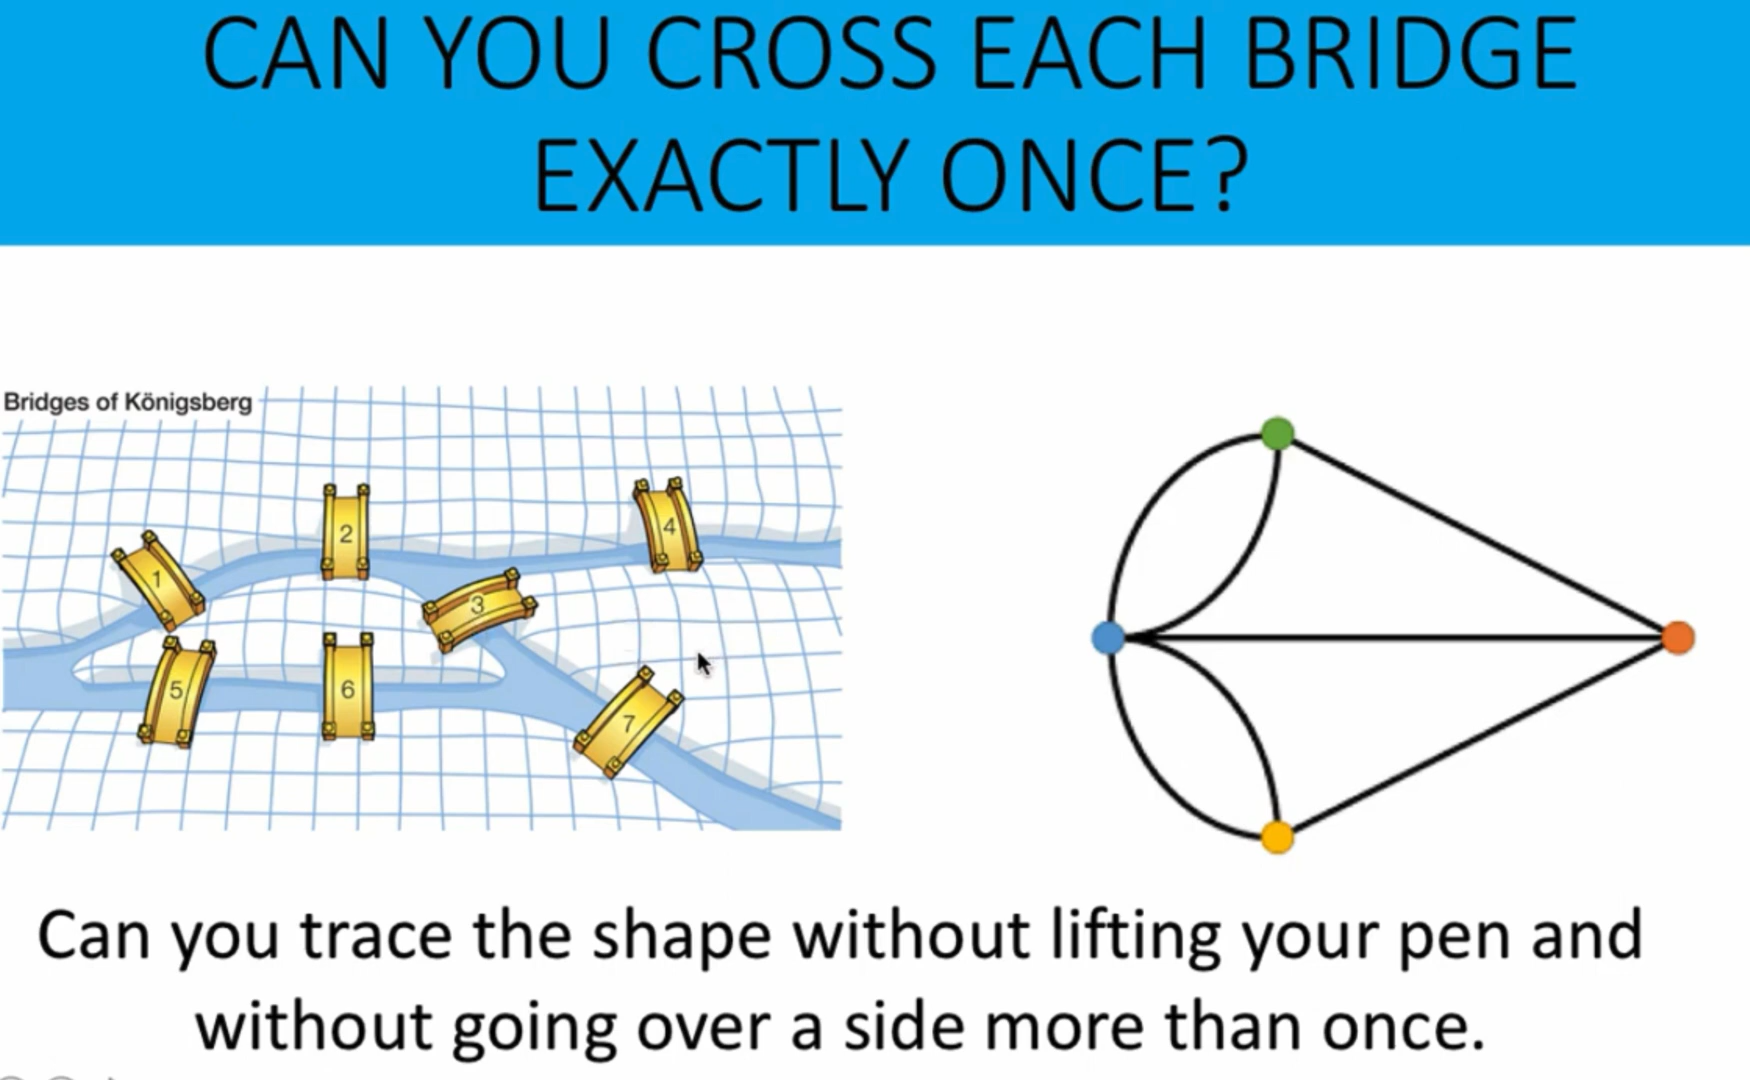 CAN YOU CROSS EACH BRIDGE
EXACTLY ONCE?
Bridges of Königsberg
1
2
3
4
5
6
7
Can you trace the shape without lifting your pen and
without going over a side more than once.